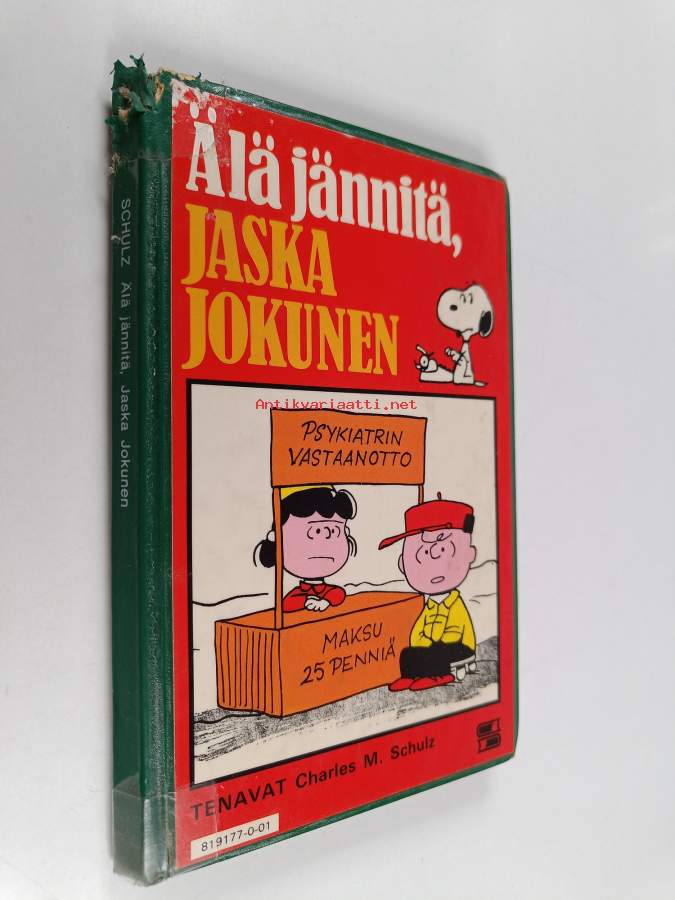 SCHULZ Älä jännitä, Jaska Jokunen
Älä jännitä,
JASKA
JOKUNEN
Antikvariaatti.net
PSYKIATRIN
VASTAANOTTO
MAKSU
25 PENNIÄ
TENAVAT Charles M. Schulz
819177-0-01